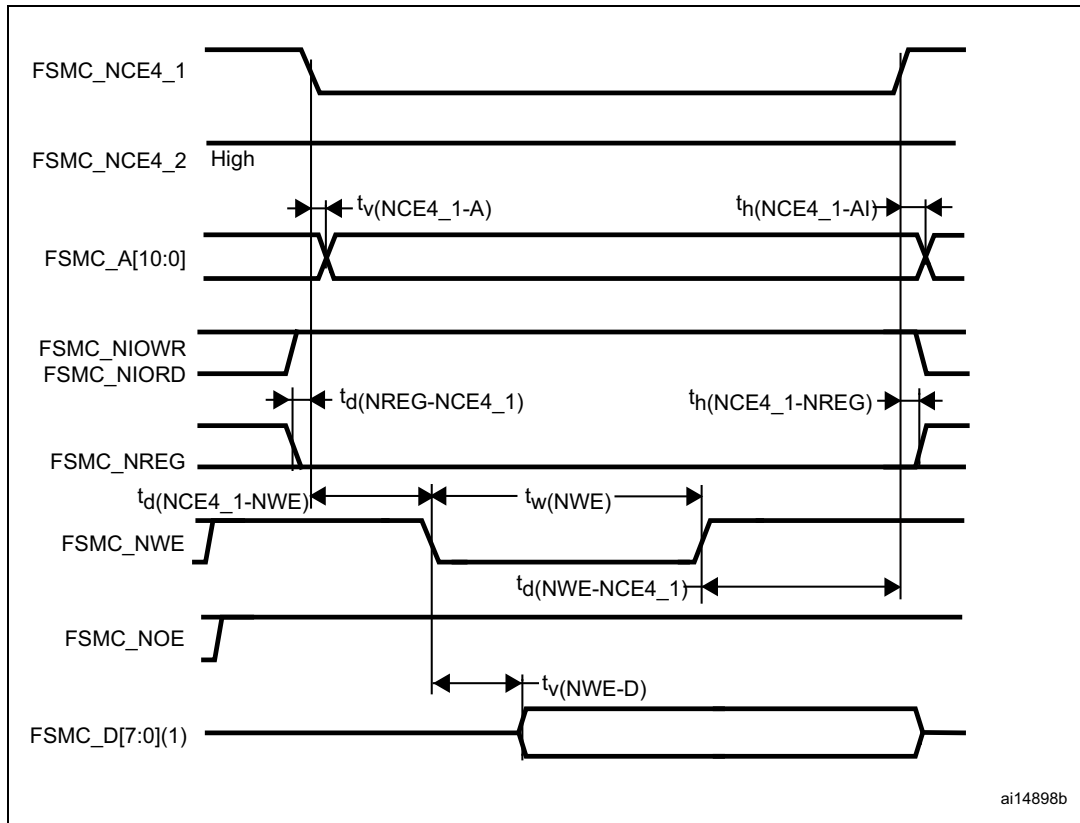 FSMC_NCE4_1
FSMC_NCE4_2 High
tv(NCE4_1-A)
th(NCE4_1-AI)
FSMC_A[10:0]
FSMC_NIOWR
FSMC_NIORD
td(NREG-NCE4_1)
th(NCE4_1-NREG)
FSMC_NREG
td(NCE4_1-NWE)
tw(NWE)
FSMC_NWE
td(NWE-NCE4_1)
FSMC_NOE
tv(NWE-D)
FSMC_D[7:0](1)
ai14898b